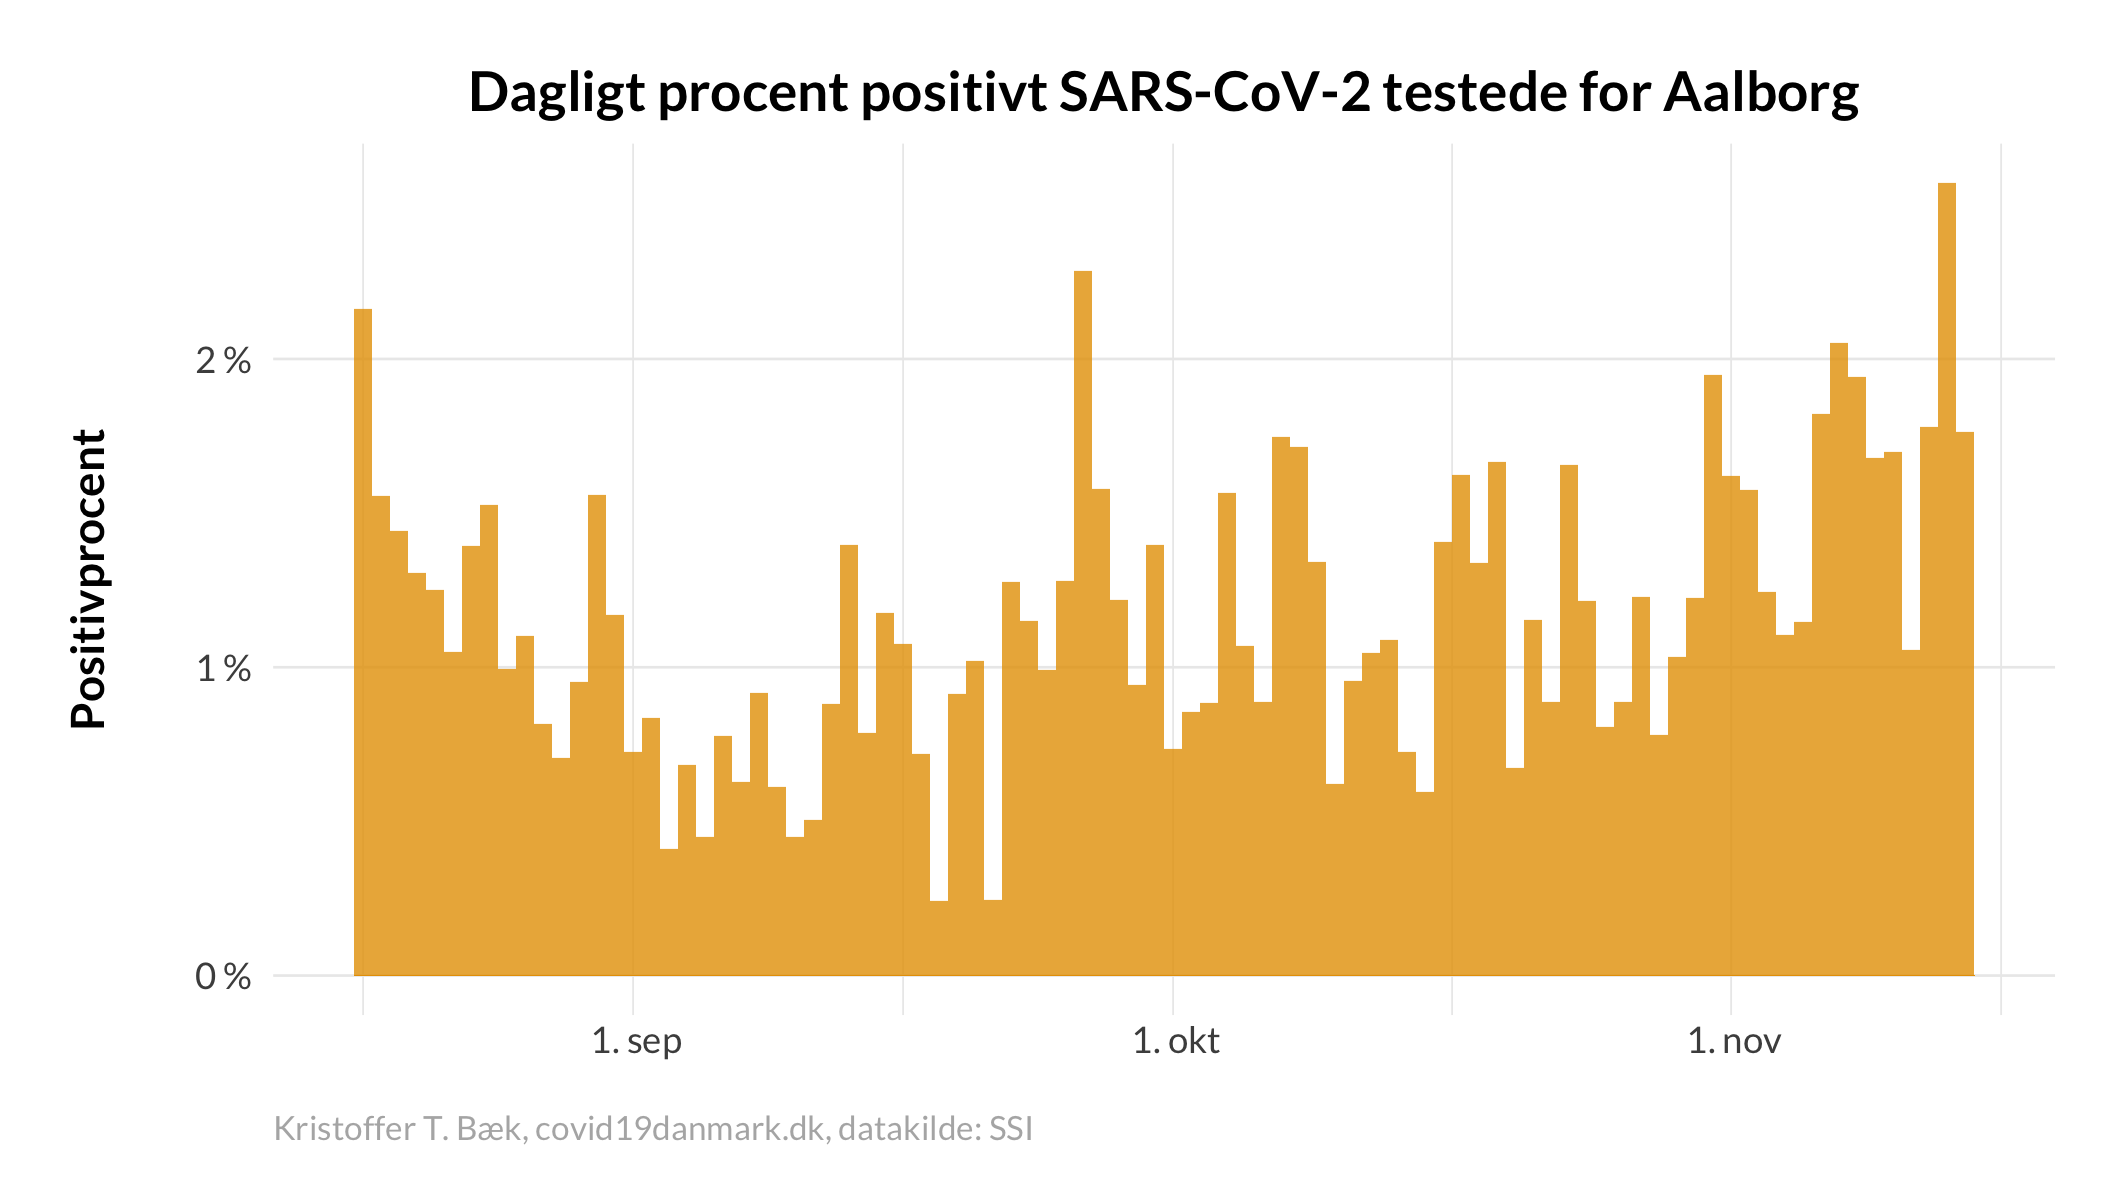 Dagligt procent positivt SARS-CoV-2 testede for Aalborg
Positivprocent
2 %
1 %
0 %
1. sep
1. okt
1. nov
Kristoffer T. Bæk, covid19danmark.dk, datakilde: SSI